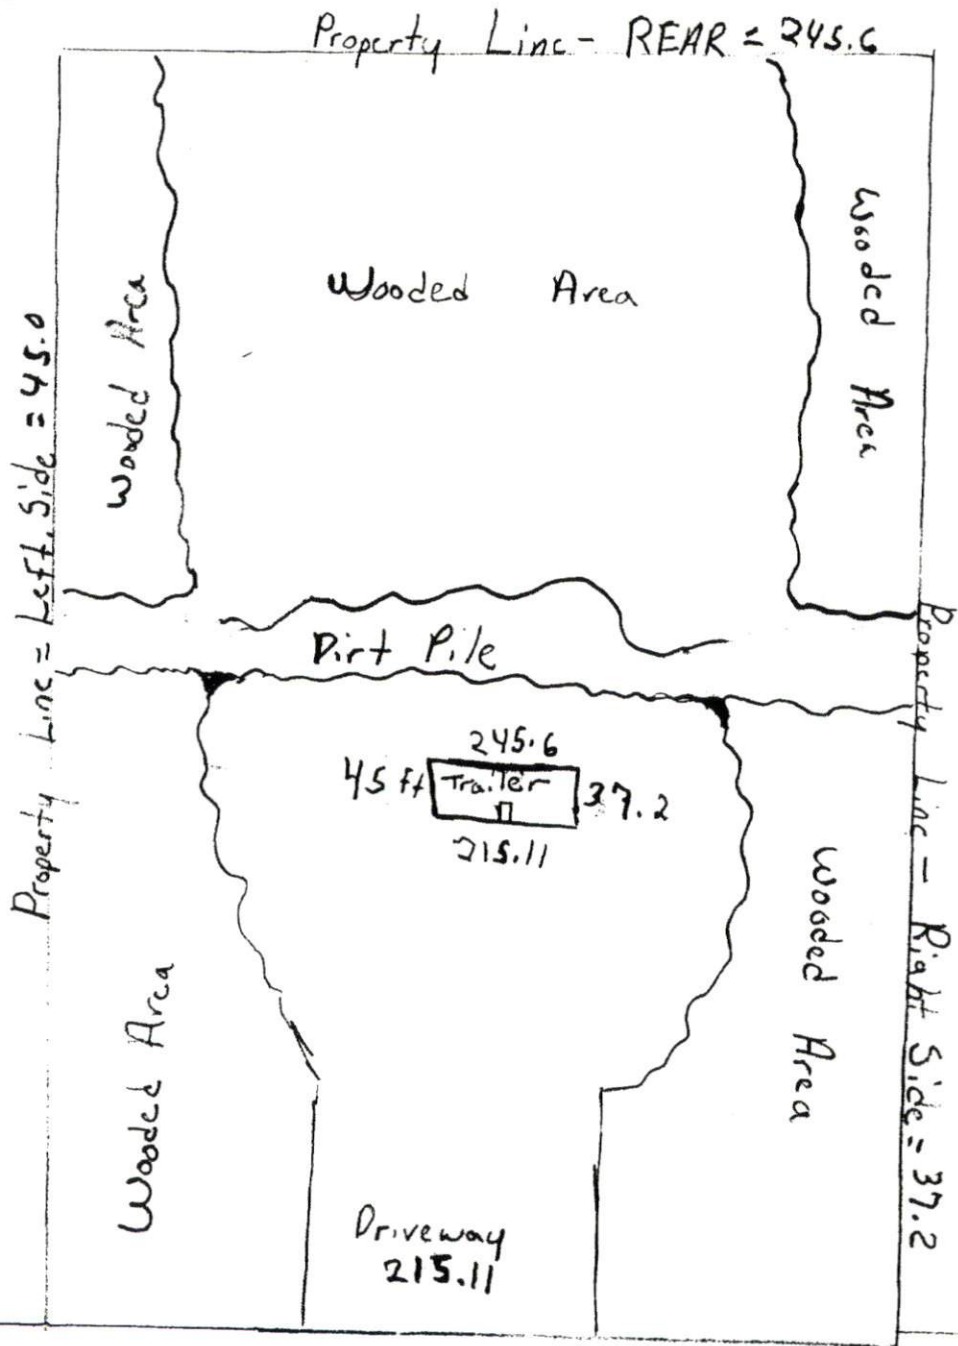 Property Line - REAR = 245.6
Wooded Area
Wooded Area
Wooded Area
Property Line = Left Side = 45.0
Dirt Pile
245.6
45 ft
Trailer
37.2
215.11
Wooded Area
Wooded Area
Property Line - Right Side = 37.2
Driveway
215.11